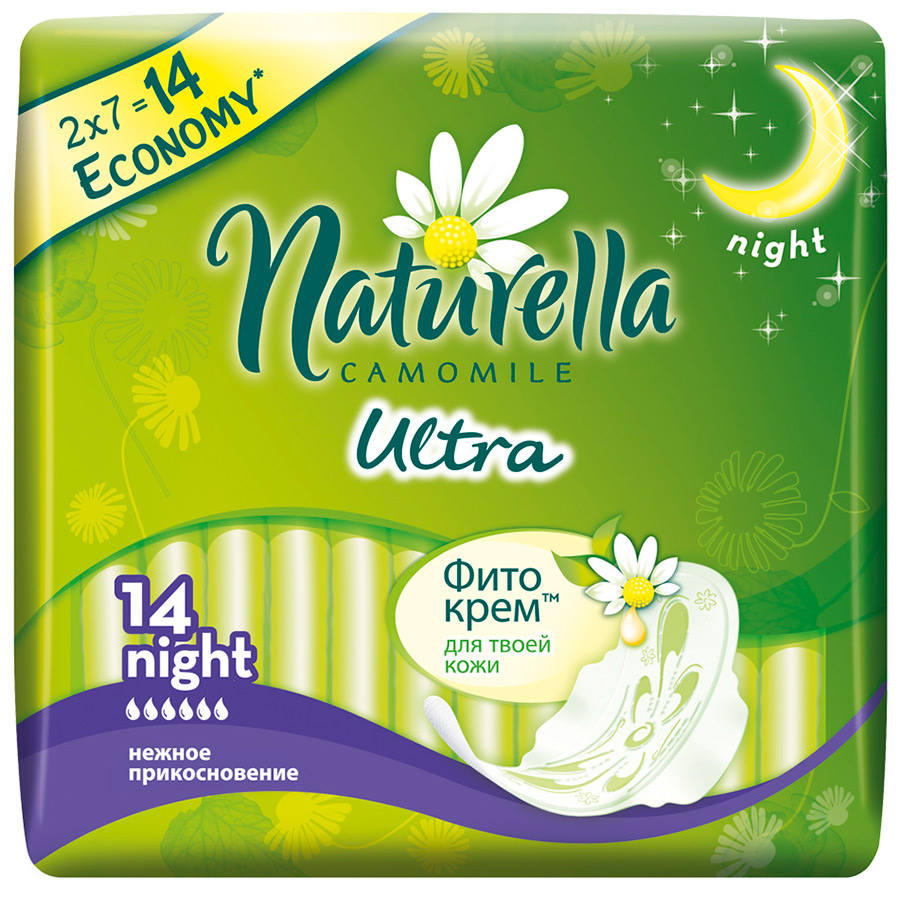 2x7 = 14
ECONOMY*
night
Naturella
CAMOMILE
Ultra
Фито
крем™
для твоей
кожи
14
night
нежное
прикосновение